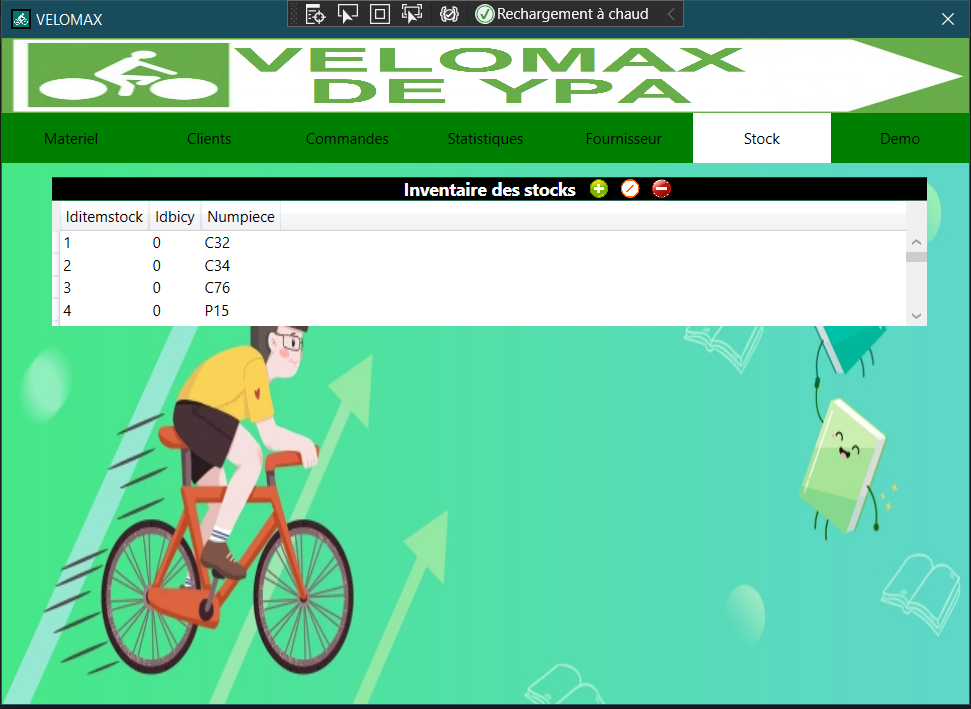 VELOMAX
Rechargement à chaud
VELOMAX
DE YPA
Materiel Clients Commandes Statistiques Fournisseur Stock Demo
Inventaire des stocks
Iditemstock Idbicy Numpiece
1 0 C32
2 0 C34
3 0 C76
4 0 P15